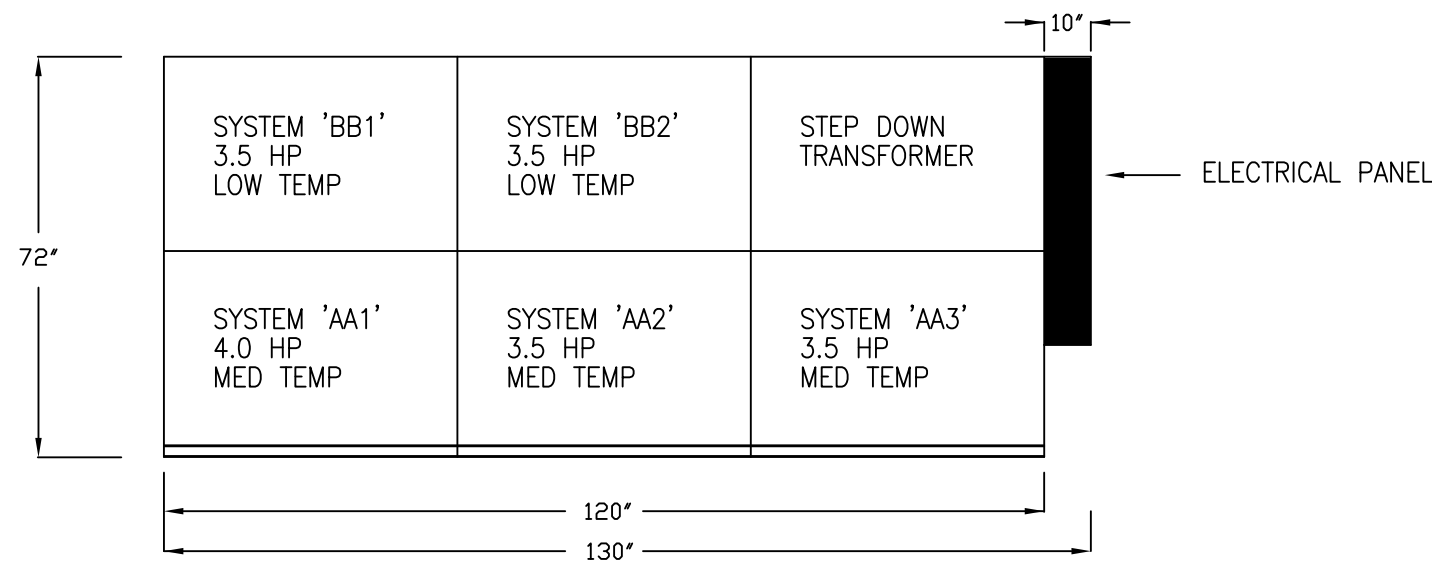 10"
SYSTEM 'BB1'
3.5 HP
LOW TEMP
SYSTEM 'BB2'
3.5 HP
LOW TEMP
STEP DOWN
TRANSFORMER
ELECTRICAL PANEL
72"
SYSTEM 'AA1'
4.0 HP
MED TEMP
SYSTEM 'AA2'
3.5 HP
MED TEMP
SYSTEM 'AA3'
3.5 HP
MED TEMP
120"
130"